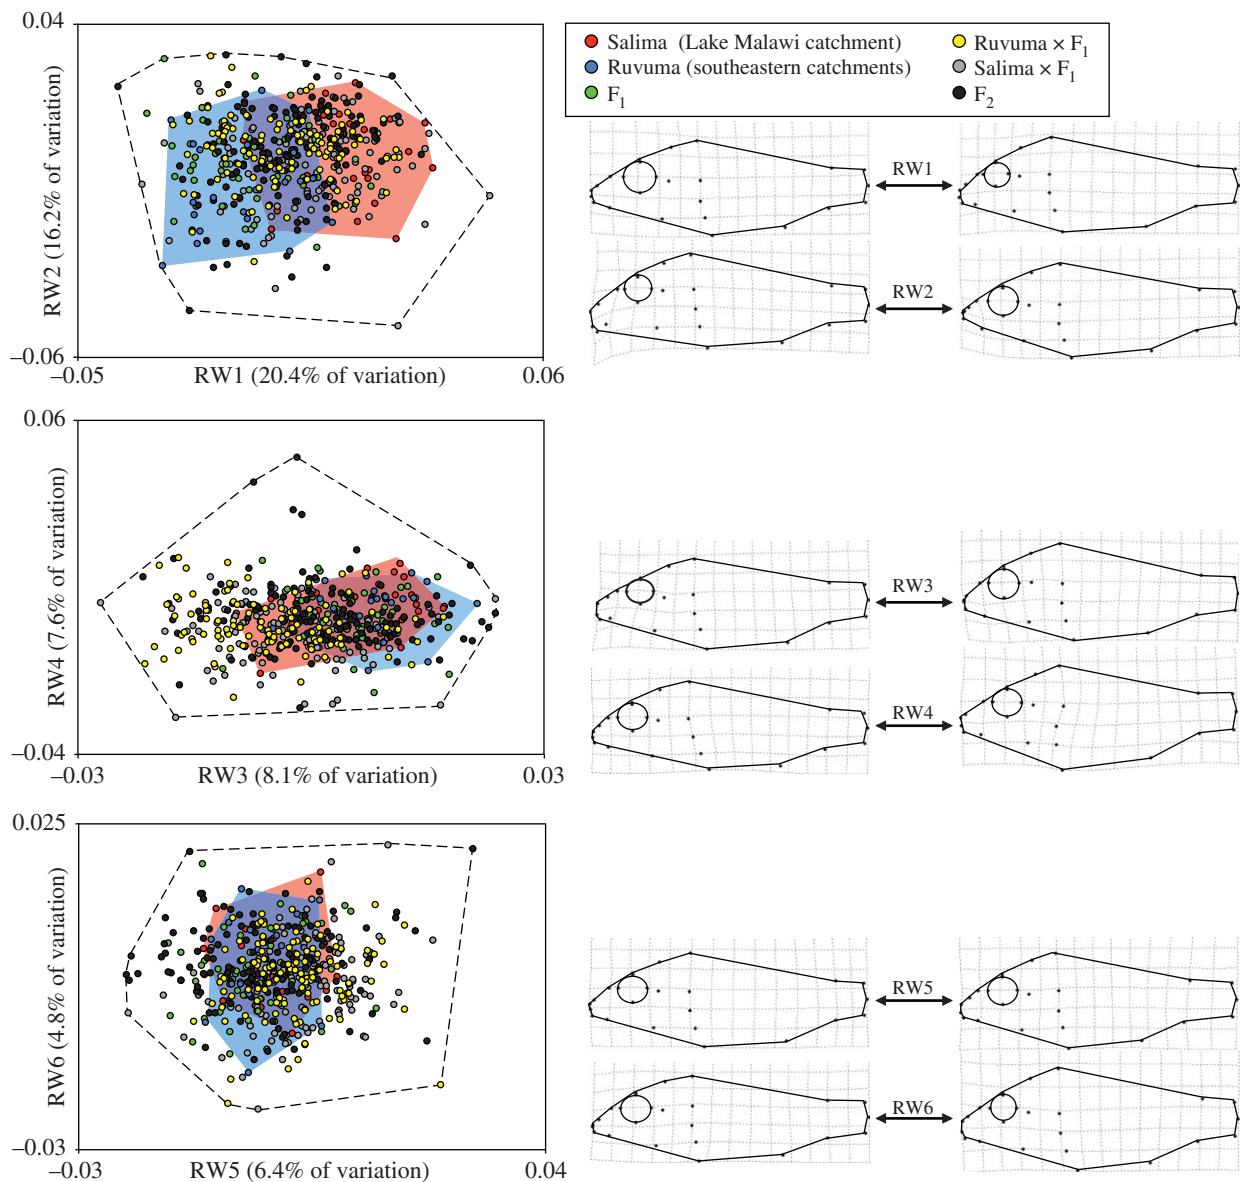 0.04
RW2 (16.2% of variation)
–0.06
–0.05
RW1 (20.4% of variation)
0.06
Salima (Lake Malawi catchment)
Ruvuma (southeastern catchments)
F1
Ruvuma × F1
Salima × F1
F2
RW1
RW2
0.06
RW4 (7.6% of variation)
–0.04
–0.03
RW3 (8.1% of variation)
0.03
RW3
RW4
0.025
RW6 (4.8% of variation)
–0.03
–0.03
RW5 (6.4% of variation)
0.04
RW5
RW6